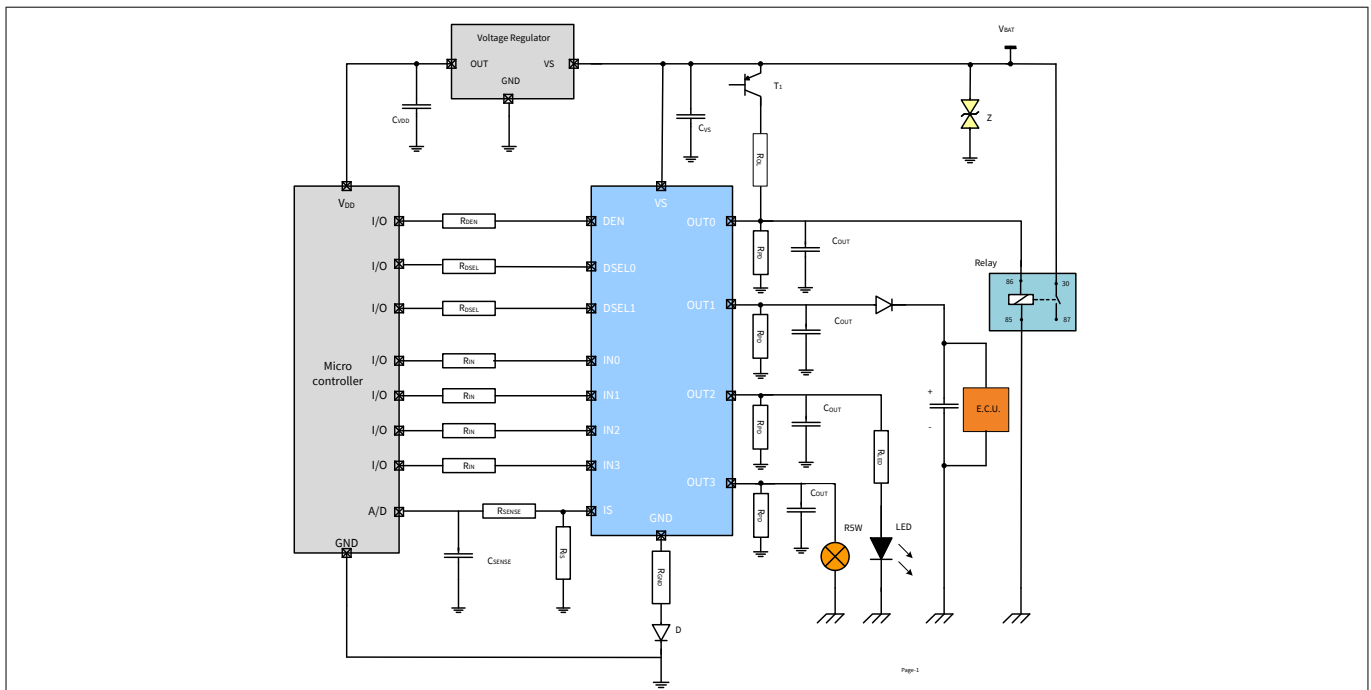 Voltage Regulator
OUT
VS
GND
VBAT
CVDD
CVS
T1
Z
ROL
VDD
VS
I/O
RDEN
DEN
OUT0
RPD
COUT
Relay
86
30
85
87
I/O
RDSEL
DSEL0
I/O
RDSEL
DSEL1
OUT1
RPD
COUT
Micro
controller
I/O
RIN
IN0
I/O
RIN
IN1
OUT2
RPD
COUT
+
-
E.C.U.
I/O
RIN
IN2
RLED
I/O
RIN
IN3
OUT3
RPD
COUT
A/D
RSENSE
IS
GND
GND
CSENSE
RIS
RGND
R5W
LED
D
Page-1